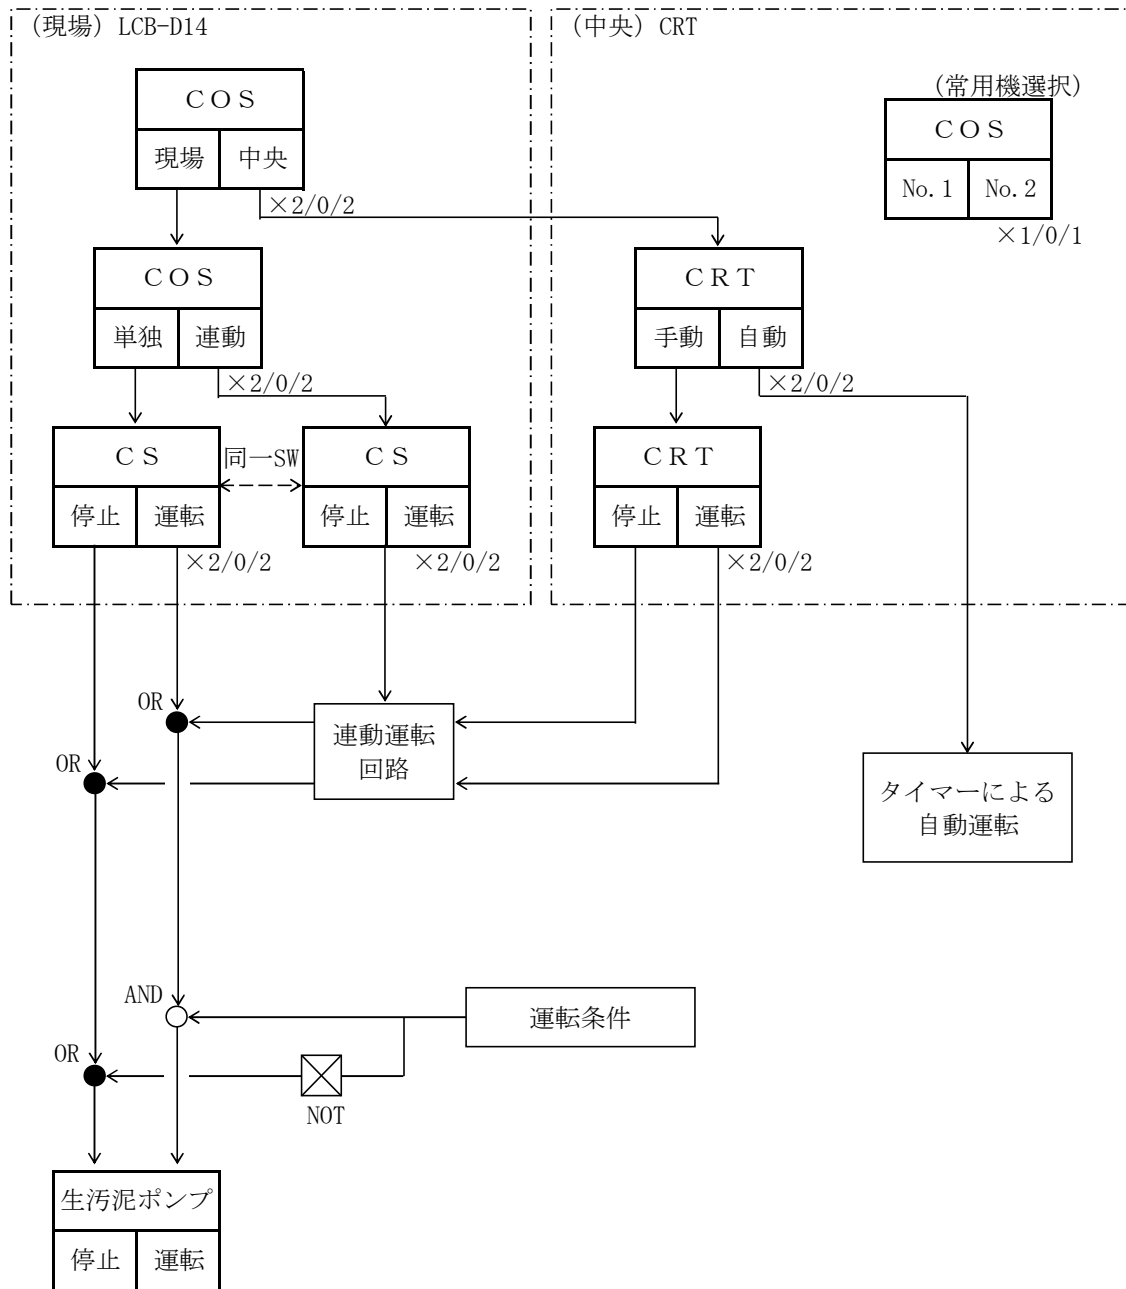 (現場) LCB-D14
(中央) CRT
COS
現場 中央
×2/0/2
(常用機選択)
COS
No.1 No.2
×1/0/1
COS
単独 連動
×2/0/2
CRT
手動 自動
×2/0/2
CS
停止 運転
×2/0/2
同一SW
CS
停止 運転
×2/0/2
CRT
停止 運転
×2/0/2
OR
OR
連動運転
回路
タイマーによる
自動運転
AND
運転条件
OR
NOT
生汚泥ポンプ
停止 運転